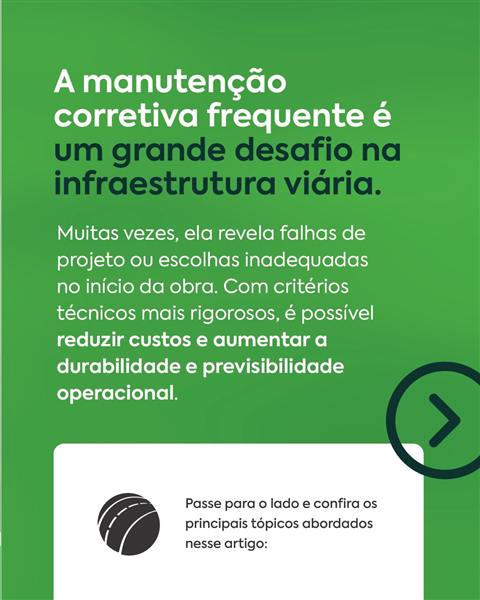 A manutenção
corretiva frequente é
um grande desafio na
infraestrutura viária.
Muitas vezes, ela revela falhas de
projeto ou escolhas inadequadas
no início da obra. Com critérios
técnicos mais rigorosos, é possível
reduzir custos e aumentar a
durabilidade e previsibilidade
operacional.
Passe para o lado e confira os
principais tópicos abordados
nesse artigo: